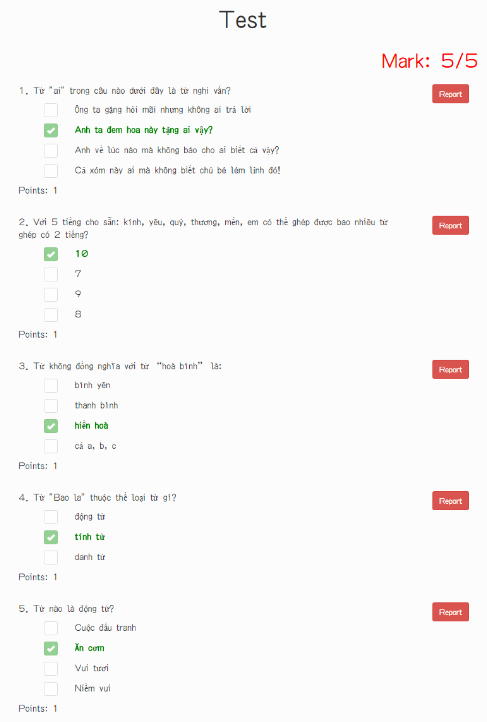 Test
Mark: 5/5
1. Từ "ai" trong câu nào dưới đây là từ nghi vấn?
Report
Ông ta gặng hỏi mãi nhưng không ai trả lời
Anh ta đem hoa này tặng ai vậy?
Anh về lúc nào mà không báo cho ai biết cả vậy?
Cả xóm này ai mà không biết chú bé lém lỉnh đó!
Points: 1
2. Với 5 tiếng cho sẵn: kính, yêu, quý, thương, mến, em có thể ghép được bao nhiêu từ
ghép có 2 tiếng?
Report
10
7
9
8
Points: 1
3. Từ không đồng nghĩa với từ “hoà bình” là:
Report
bình yên
thanh bình
hiền hoà
cả a, b, c
Points: 1
4. Từ "Bao la" thuộc thể loại từ gì?
Report
động từ
tính từ
danh từ
Points: 1
5. Từ nào là động từ?
Report
Cuộc đấu tranh
Ăn cơm
Vui tươi
Niềm vui
Points: 1